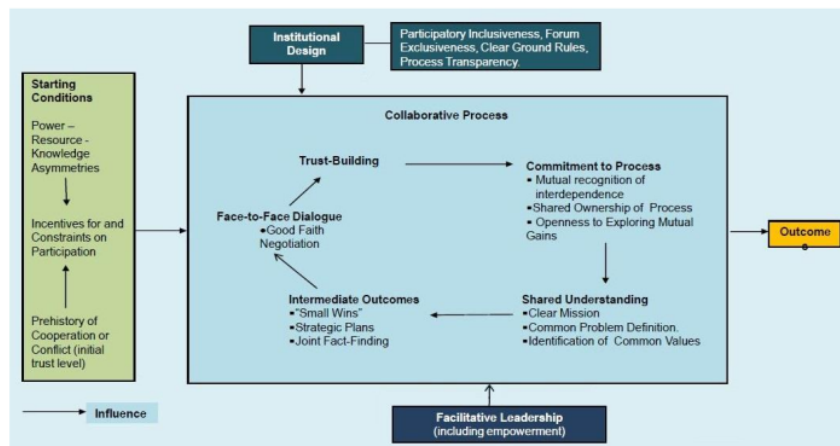 Institutional
Design
Participatory Inclusiveness, Forum
Exclusiveness, Clear Ground Rules,
Process Transparency.
Starting
Conditions
Power –
Resource -
Knowledge
Asymmetries
Incentives for and
Constraints on
Participation
Prehistory of
Cooperation or
Conflict (initial
trust level)
Collaborative Process
Trust-Building
Commitment to Process
▪ Mutual recognition of
interdependence
▪Shared Ownership of Process
▪ Openness to Exploring Mutual
Gains
Face-to-Face Dialogue
▪Good Faith
Negotiation
Intermediate Outcomes
▪"Small Wins"
▪Strategic Plans
▪Joint Fact-Finding
Shared Understanding
▪Clear Mission
▪Common Problem Definition.
▪Identification of Common Values
Outcome
s
Influence
Facilitative Leadership
(including empowerment)